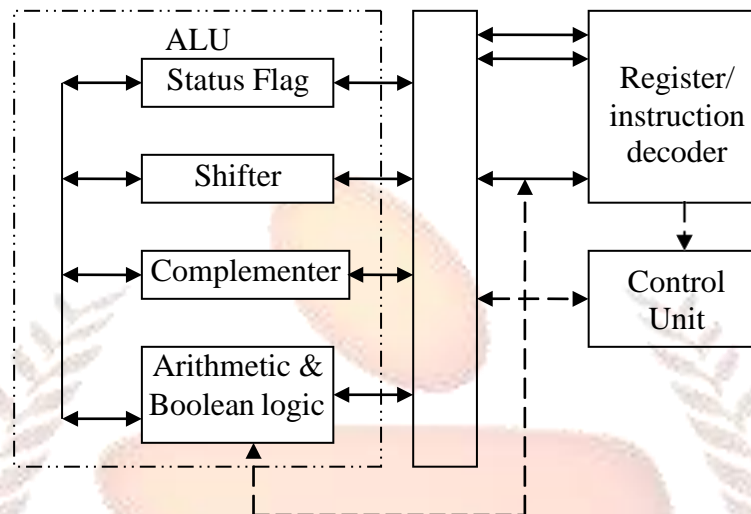 ALU
Status Flag
Shifter
Complementer
Arithmetic &
Boolean logic
Register/
instruction
decoder
Control
Unit